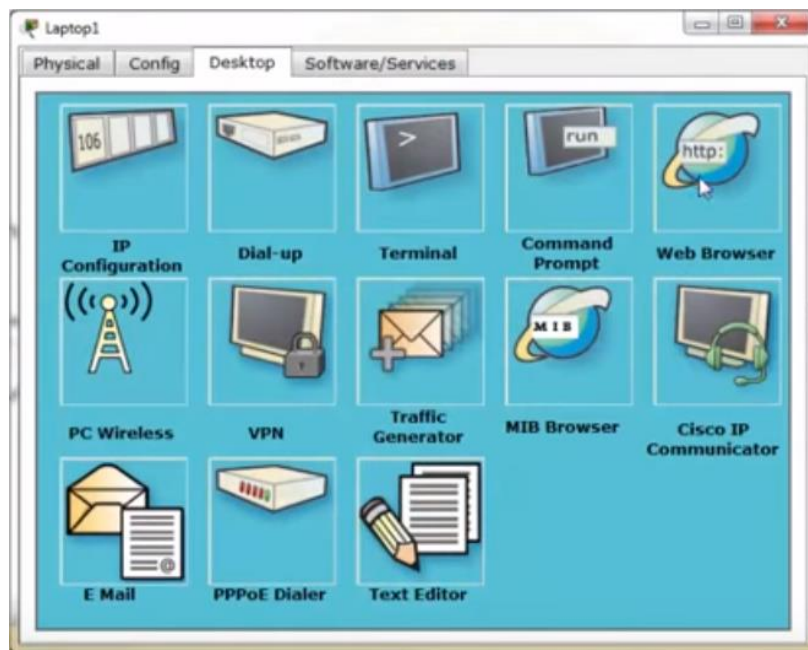 Laptop1
Physical Config Desktop Software/Services
106
>
run
http:
IP
Configuration
Dial-up
Terminal
Command
Prompt
Web Browser
PC Wireless
VPN
Traffic
Generator
MIB
MIB Browser
Cisco IP
Communicator
@
E Mail
PPPoE Dialer
Text Editor